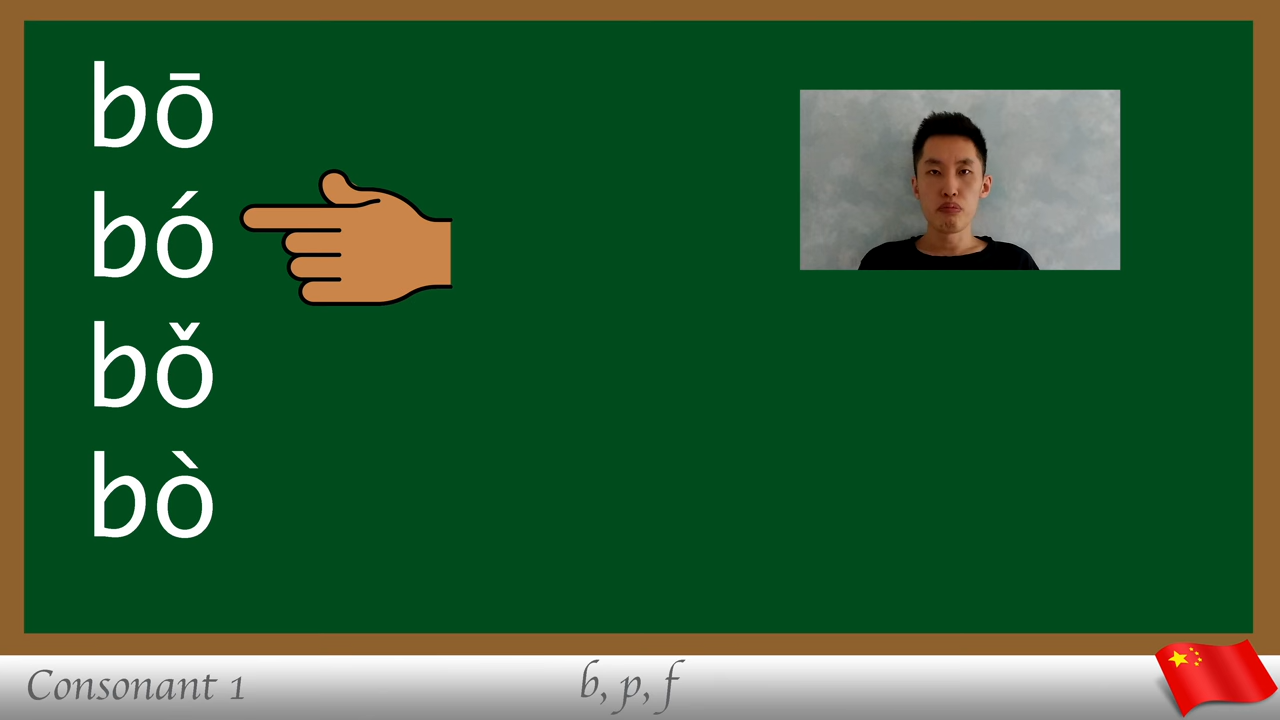 bō
bó
bǒ
bò
Consonant 1
b, p, f